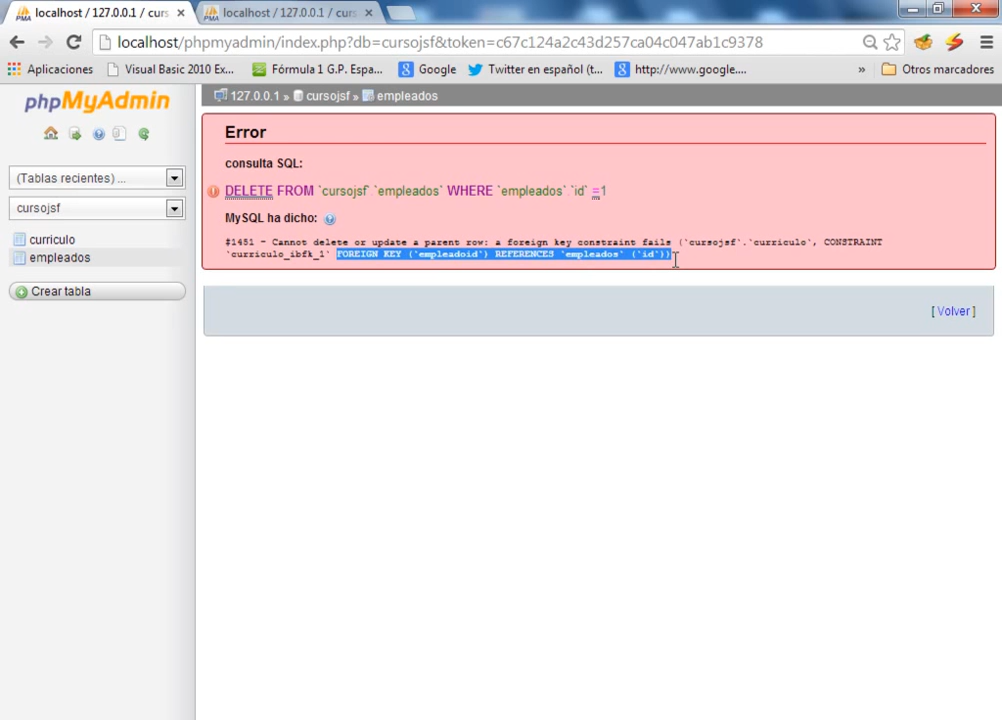 localhost / 127.0.0.1 / curs
localhost / 127.0.0.1 / curs
localhost/phpmyadmin/index.php?db=cursojsf&token=c67c124a2c43d257ca04c047ab1c9378
Aplicaciones
Visual Basic 2010 Ex...
Fórmula 1 G.P. Espa...
Google
Twitter en español (t...
http://www.google....
»
Otros marcadores
phpMyAdmin
127.0.0.1 » cursojsf » empleados
(Tablas recientes) ...
cursojsf
curriculo
empleados
Crear tabla
Error
consulta SQL:
DELETE FROM `cursojsf`.`empleados` WHERE `empleados`.`id` =1
MySQL ha dicho:
#1451 - Cannot delete or update a parent row: a foreign key constraint fails (`cursojsf`.`curriculo`, CONSTRAINT
`curriculo_ibfk_1` FOREIGN KEY (`empleadoid`) REFERENCES `empleados` (`id`))
[ Volver ]